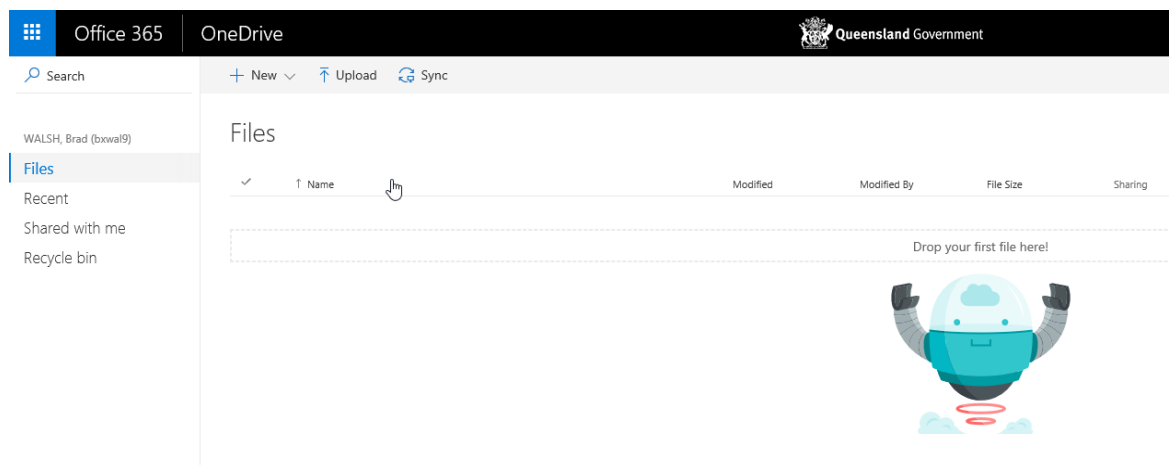 Office 365 OneDrive Queensland Government
Search
New Upload Sync
WALSH, Brad (bxwal9)
Files
Recent
Shared with me
Recycle bin
Files
Name Modified Modified By File Size Sharing
Drop your first file here!